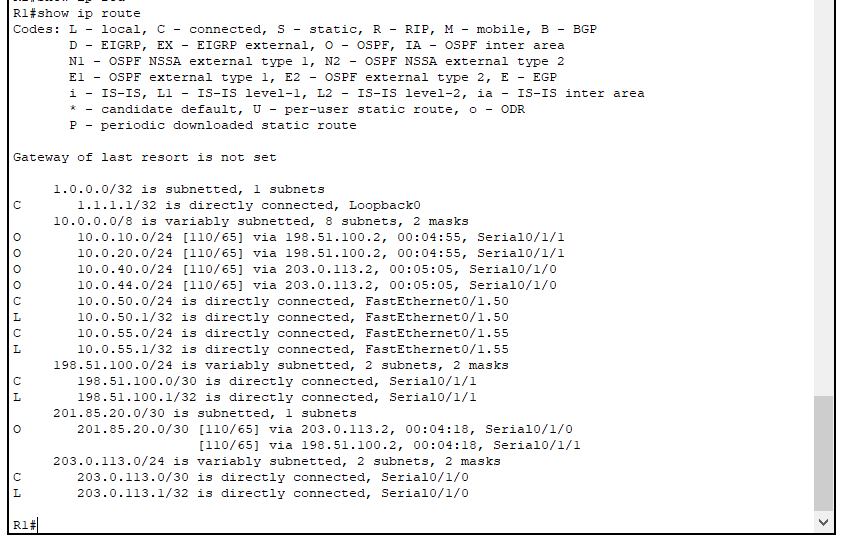 R1#show ip route
Codes: L - local, C - connected, S - static, R - RIP, M - mobile, B - BGP
       D - EIGRP, EX - EIGRP external, O - OSPF, IA - OSPF inter area
       N1 - OSPF NSSA external type 1, N2 - OSPF NSSA external type 2
       E1 - OSPF external type 1, E2 - OSPF external type 2, E - EGP
       i - IS-IS, L1 - IS-IS level-1, L2 - IS-IS level-2, ia - IS-IS inter area
       * - candidate default, U - per-user static route, o - ODR
       P - periodic downloaded static route
Gateway of last resort is not set
     1.0.0.0/32 is subnetted, 1 subnets
C       1.1.1.1/32 is directly connected, Loopback0
     10.0.0.0/8 is variably subnetted, 8 subnets, 2 masks
O       10.0.10.0/24 [110/65] via 198.51.100.2, 00:04:55, Serial0/1/1
O       10.0.20.0/24 [110/65] via 198.51.100.2, 00:04:55, Serial0/1/1
O       10.0.40.0/24 [110/65] via 203.0.113.2, 00:05:05, Serial0/1/0
O       10.0.44.0/24 [110/65] via 203.0.113.2, 00:05:05, Serial0/1/0
C       10.0.50.0/24 is directly connected, FastEthernet0/1.50
L       10.0.50.1/32 is directly connected, FastEthernet0/1.50
C       10.0.55.0/24 is directly connected, FastEthernet0/1.55
L       10.0.55.1/32 is directly connected, FastEthernet0/1.55
     198.51.100.0/24 is variably subnetted, 2 subnets, 2 masks
C       198.51.100.0/30 is directly connected, Serial0/1/1
L       198.51.100.1/32 is directly connected, Serial0/1/1
     201.85.20.0/30 is subnetted, 1 subnets
O       201.85.20.0/30 [110/65] via 203.0.113.2, 00:04:18, Serial0/1/0
                       [110/65] via 198.51.100.2, 00:04:18, Serial0/1/1
     203.0.113.0/24 is variably subnetted, 2 subnets, 2 masks
C       203.0.113.0/30 is directly connected, Serial0/1/0
L       203.0.113.1/32 is directly connected, Serial0/1/0
R1#